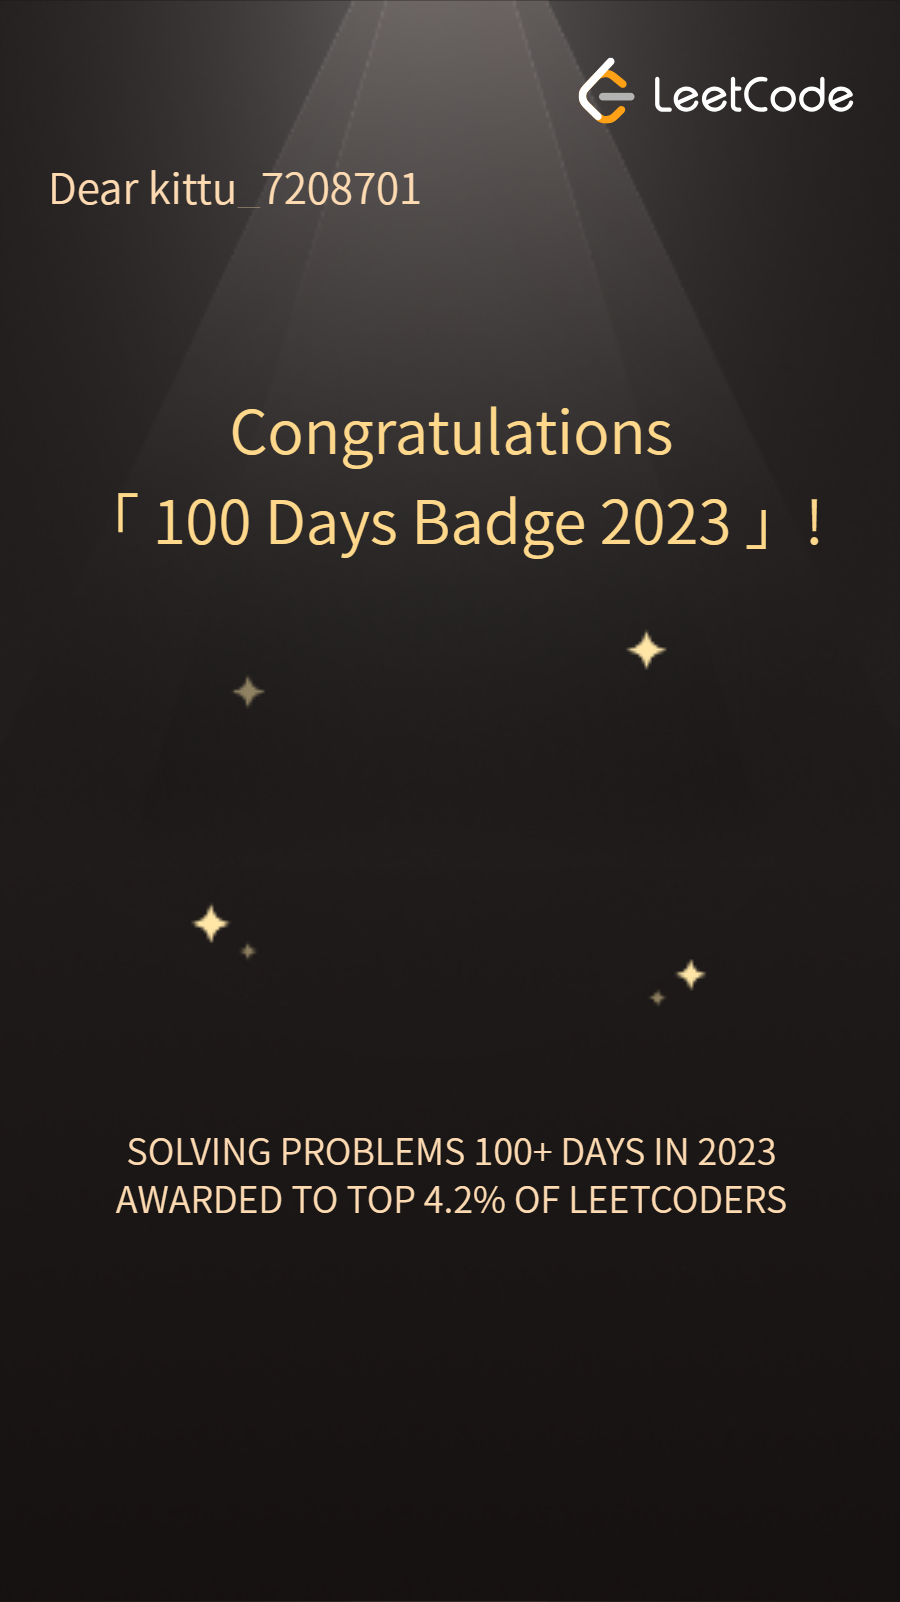 LeetCode
Dear kittu_7208701
Congratulations
「 100 Days Badge 2023 」!
SOLVING PROBLEMS 100+ DAYS IN 2023
AWARDED TO TOP 4.2% OF LEETCODERS